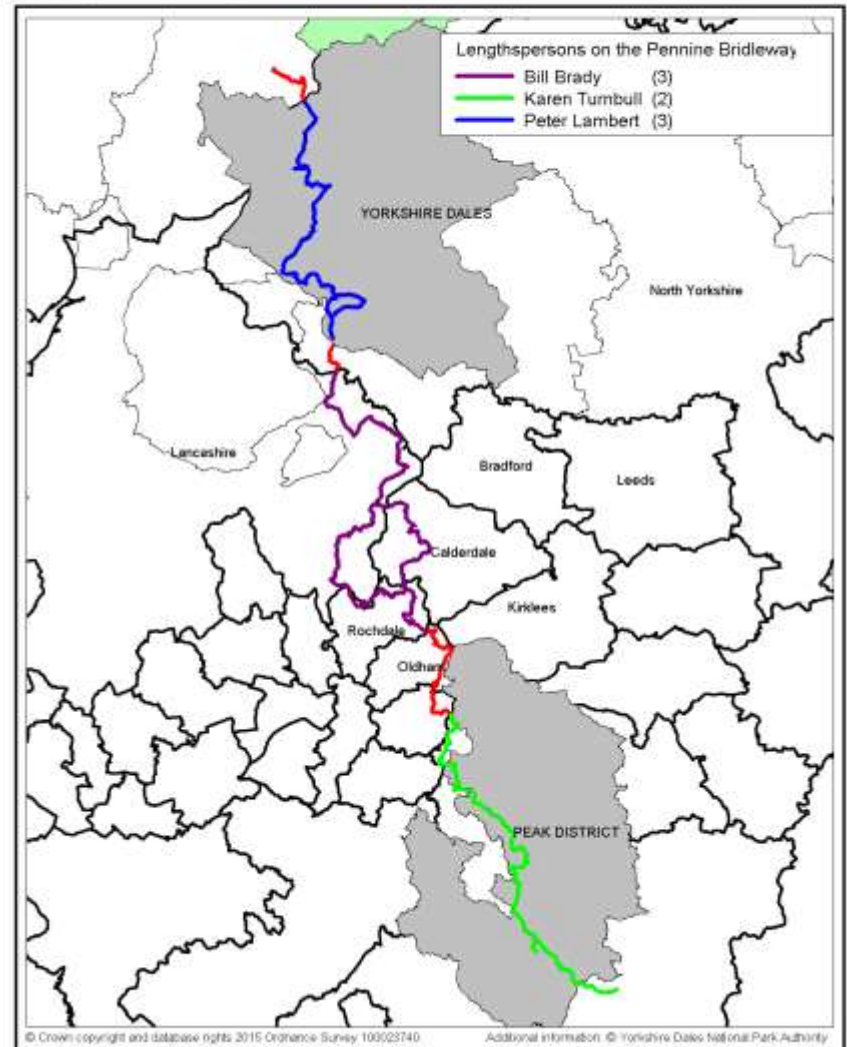 Lengthspersons on the Pennine Bridleway
Bill Brady (3)
Karen Turnbull (2)
Peter Lambert (3)
YORKSHIRE DALES
North Yorkshire
Lancashire
Bradford
Leeds
Calderdale
Kirklees
Rochdale
Oldham
PEAK DISTRICT
© Crown copyright and database rights 2015 Ordnance Survey 100023740
Additional information: © Yorkshire Dales National Park Authority